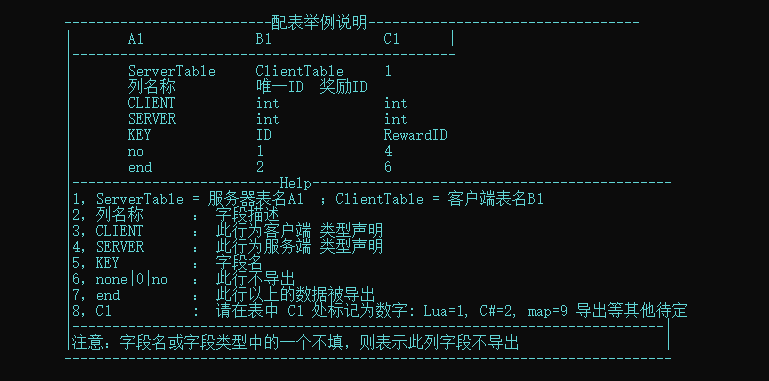 --------------------------配表举例说明----------------------------------
|       A1              B1              C1      |
|------------------------------------------------
        ServerTable     ClientTable     1
        列名称          唯一ID  奖励ID
        CLIENT          int             int
        SERVER          int             int
        KEY             ID              RewardID
        no              1               4
        end             2               6
|--------------------------Help---------------------------------------------
|1, ServerTable = 服务器表名A1  ；ClientTable = 客户端表名B1
|2, 列名称      :  字段描述
|3, CLIENT      :  此行为客户端 类型声明
|4, SERVER      :  此行为服务端 类型声明
|5, KEY         :  字段名
|6, none|0|no   :  此行不导出
|7, end         :  此行以上的数据被导出
|8, C1          :  请在表中 C1 处标记为数字: Lua=1, C#=2, map=9 导出等其他待定
|--------------------------------------------------------------------------|
|注意: 字段名或字段类型中的一个不填，则表示此列字段不导出                  |
----------------------------------------------------------------------------